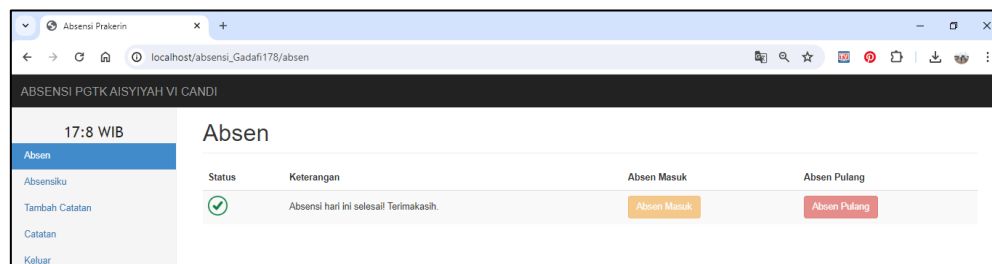 Absensi Prakerin
localhost/absensi_Gadafi178/absen
ABSENSI PGTK AISYIYAH VI CANDI
17:8 WIB
Absen
Absensiku
Tambah Catatan
Catatan
Keluar
Absen
Status Keterangan Absen Masuk Absen Pulang
Absensi hari ini selesai! Terimakasih. Absen Masuk Absen Pulang